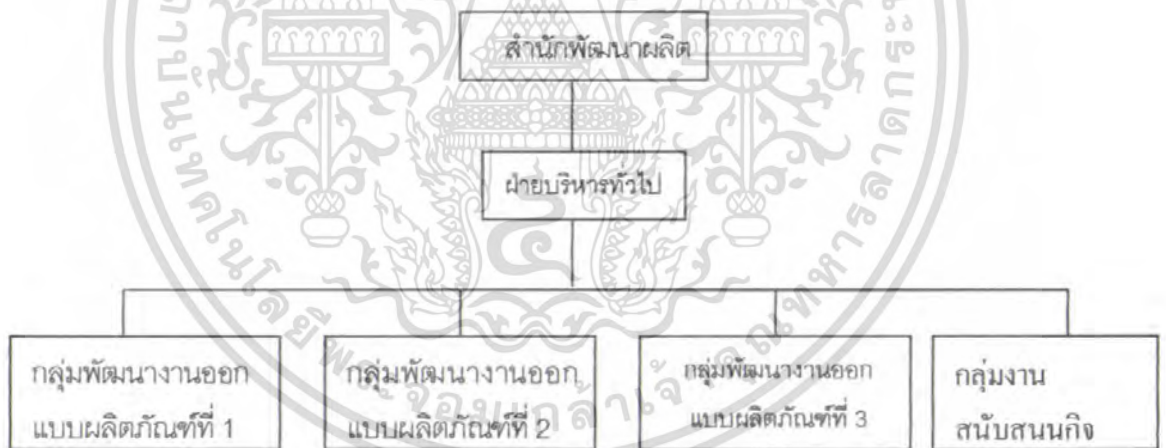 สำนักพัฒนาผลิต
ฝ่ายบริหารทั่วไป
กลุ่มพัฒนางานออก
แบบผลิตภัณฑ์ที่ 1
กลุ่มพัฒนางานออก
แบบผลิตภัณฑ์ที่ 2
กลุ่มพัฒนางานออก
แบบผลิตภัณฑ์ที่ 3
กลุ่มงาน
สนับสนนกิจ